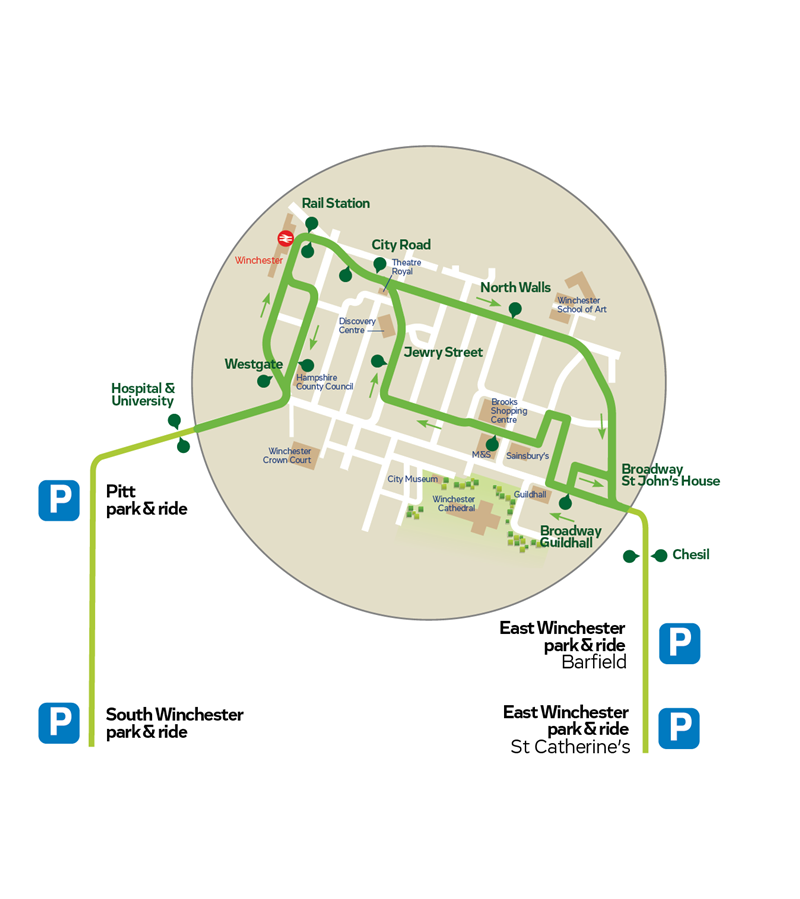 Rail Station
City Road
Winchester
Theatre
Royal
North Walls
Winchester
School of Art
Discovery
Centre
Jewry Street
Westgate
Hampshire
County Council
Hospital &
University
Brooks
Shopping
Centre
M&S
Sainsbury's
Winchester
Crown Court
City Museum
Winchester
Cathedral
Guildhall
Broadway
St John's House
Broadway
Guildhall
Chesil
P
Pitt
park & ride
East Winchester
park & ride
Barfield
P
P
South Winchester
park & ride
East Winchester
park & ride
St Catherine's
P